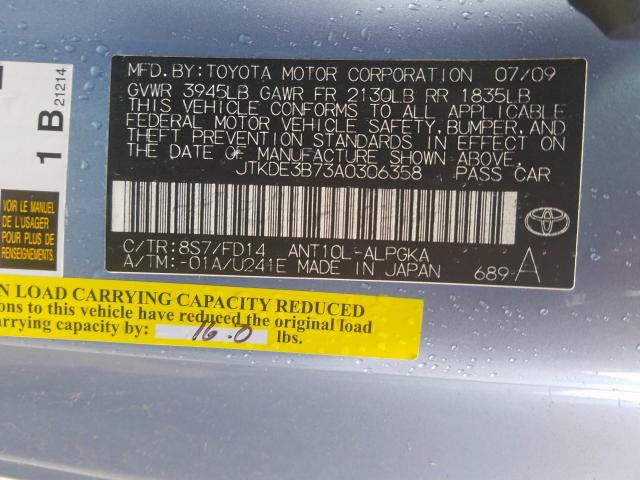 MFD. BY: TOYOTA MOTOR CORPORATION 07/09
GVWR 3945LB GAWR FR 2130LB RR 1835LB
THIS VEHICLE CONFORMS TO ALL APPLICABLE
FEDERAL MOTOR VEHICLE SAFETY, BUMPER, AND
THEFT PREVENTION STANDARDS IN EFFECT ON
THE DATE OF MANUFACTURE SHOWN ABOVE.
JTKDE3B73A0306358 PASS CAR
C/TR:8S7/FD14 ANT10L-ALPGKA
A/TM:-01A/U241E MADE IN JAPAN
689-A
TOYOTA
1 B 21214
VOIR LE MANUEL
DE L'USAGER
POUR PLUS
D'INFORMATIONS
N LOAD CARRYING CAPACITY REDUCED
ons to this vehicle have reduced the original load
carrying capacity by: 16.0 lbs.